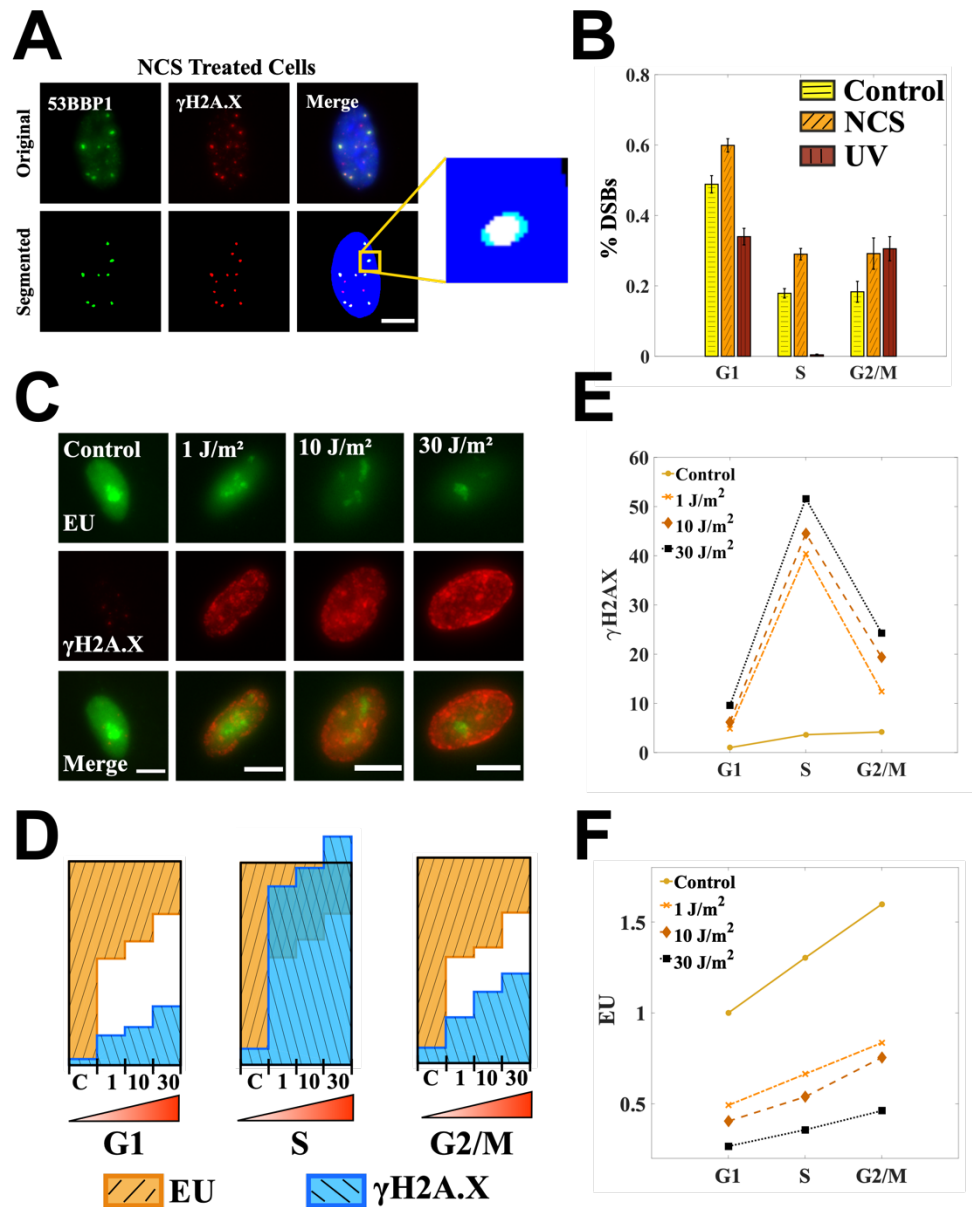 A
NCS Treated Cells
53BBP1
γH2A.X
Merge
Original
Segmented
B
0.8
0.6
0.4
0.2
0
% DSBs
Control
NCS
UV
G1 S G2/M
C
Control
1 J/m²
10 J/m²
30 J/m²
EU
γH2A.X
Merge
E
60
50
40
30
20
10
0
γH2AX
Control
1 J/m²
10 J/m²
30 J/m²
G1 S G2/M
D
C 1 10 30
G1
C 1 10 30
S
C 1 10 30
G2/M
EU
γH2A.X
F
1.5
1
0.5
EU
Control
1 J/m²
10 J/m²
30 J/m²
G1 S G2/M